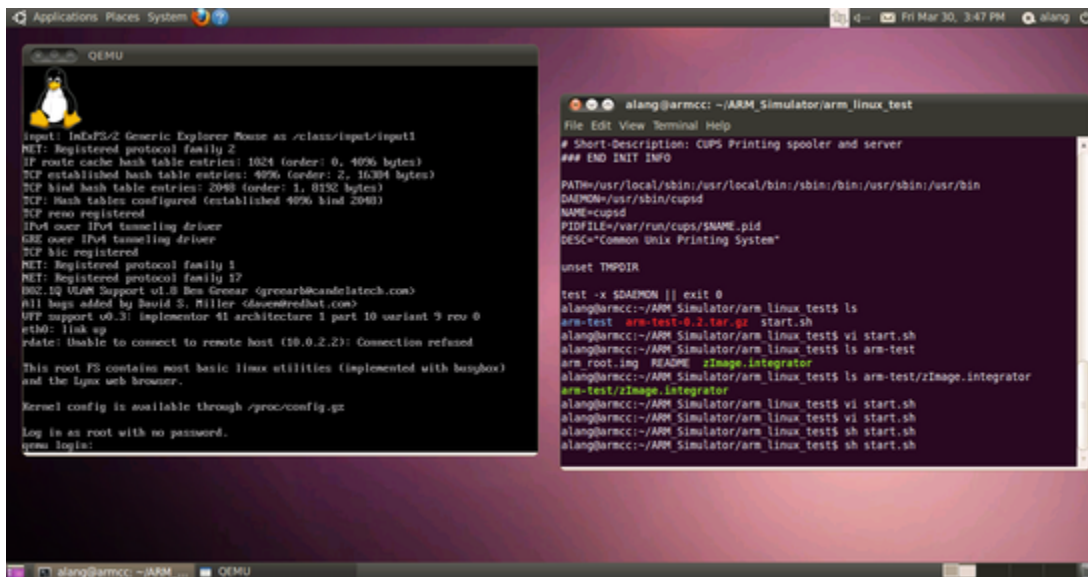 Applications Places System
Fri Mar 30, 3:47 PM alang
QEMU
input: ImExPS/2 Generic Explorer Mouse as /class/input/input1
NET: Registered protocol family 2
IP route cache hash table entries: 1024 (order: 0, 4096 bytes)
TCP established hash table entries: 4096 (order: 2, 16384 bytes)
TCP bind hash table entries: 2048 (order: 1, 8192 bytes)
TCP: Hash tables configured (established 4096 bind 2048)
TCP reno registered
IPv4 over IPv4 tunneling driver
GRE over IPv4 tunneling driver
TCP bic registered
NET: Registered protocol family 1
NET: Registered protocol family 17
802.1Q VLAN Support v1.8 Ben Greear <greearb@candelatech.com>
All bugs added by David S. Miller <davem@redhat.com>
VFP support v0.3: implementor 41 architecture 1 part 10 variant 9 rev 0
eth0: link up
rdate: Unable to connect to remote host (10.0.2.2): Connection refused
This root FS contains most basic linux utilities (implemented with busybox)
and the Lynx web browser.
Kernel config is available through /proc/config.gz
Log in as root with no password.
qemu login:
alang@armcc: ~/ARM_Simulator/arm_linux_test
File Edit View Terminal Help
# Short-Description: CUPS Printing spooler and server
### END INIT INFO
PATH=/usr/local/sbin:/usr/local/bin:/sbin:/bin:/usr/sbin:/usr/bin
DAEMON=/usr/sbin/cupsd
NAME=cupsd
PIDFILE=/var/run/cups/$NAME.pid
DESC="Common Unix Printing System"
unset TMPDIR
test -x $DAEMON || exit 0
alang@armcc:~/ARM_Simulator/arm_linux_test$ ls
arm-test arm-test-0.2.tar.gz start.sh
alang@armcc:~/ARM_Simulator/arm_linux_test$ vi start.sh
alang@armcc:~/ARM_Simulator/arm_linux_test$ ls arm-test
arm_root.img README zImage.integrator
alang@armcc:~/ARM_Simulator/arm_linux_test$ ls arm-test/zImage.integrator
arm-test/zImage.integrator
alang@armcc:~/ARM_Simulator/arm_linux_test$ vi start.sh
alang@armcc:~/ARM_Simulator/arm_linux_test$ vi start.sh
alang@armcc:~/ARM_Simulator/arm_linux_test$ sh start.sh
alang@armcc:~/ARM_Simulator/arm_linux_test$ sh start.sh
alang@armcc: ~/ARM ...
QEMU